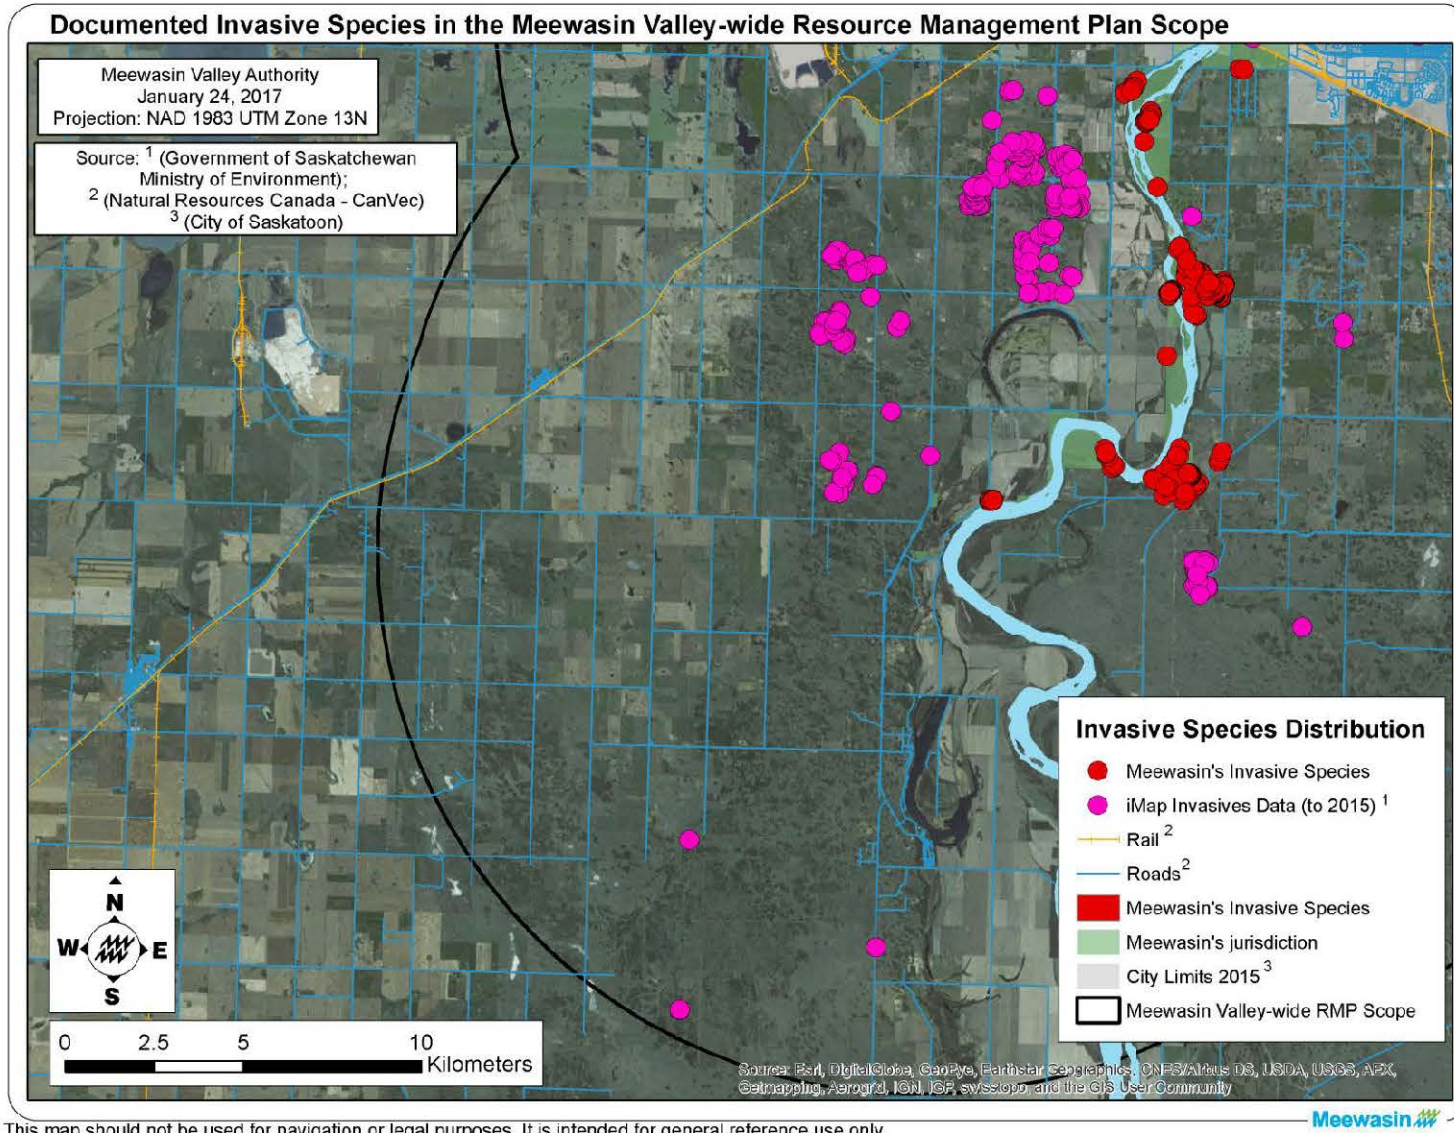 Documented Invasive Species in the Meewasin Valley-wide Resource Management Plan Scope
Meewasin Valley Authority
January 24, 2017
Projection: NAD 1983 UTM Zone 13N
Source: 1 (Government of Saskatchewan
Ministry of Environment);
2 (Natural Resources Canada - CanVec)
3 (City of Saskatoon)
Invasive Species Distribution
Meewasin's Invasive Species
iMap Invasives Data (to 2015) 1
Rail 2
Roads 2
Meewasin's Invasive Species
Meewasin's jurisdiction
City Limits 2015 3
Meewasin Valley-wide RMP Scope
N
W E
S
0 2.5 5 10
Kilometers
Source: Esri, DigitalGlobe, GeoEye, Earthstar Geographics, CNES/Airbus DS, USDA, USGS, AEX,
Getmapping, Aerogrid, IGN, IGP, swisstopo, and the GIS User Community
Meewasin
This map should not be used for navigation or legal purposes. It is intended for general reference use only.